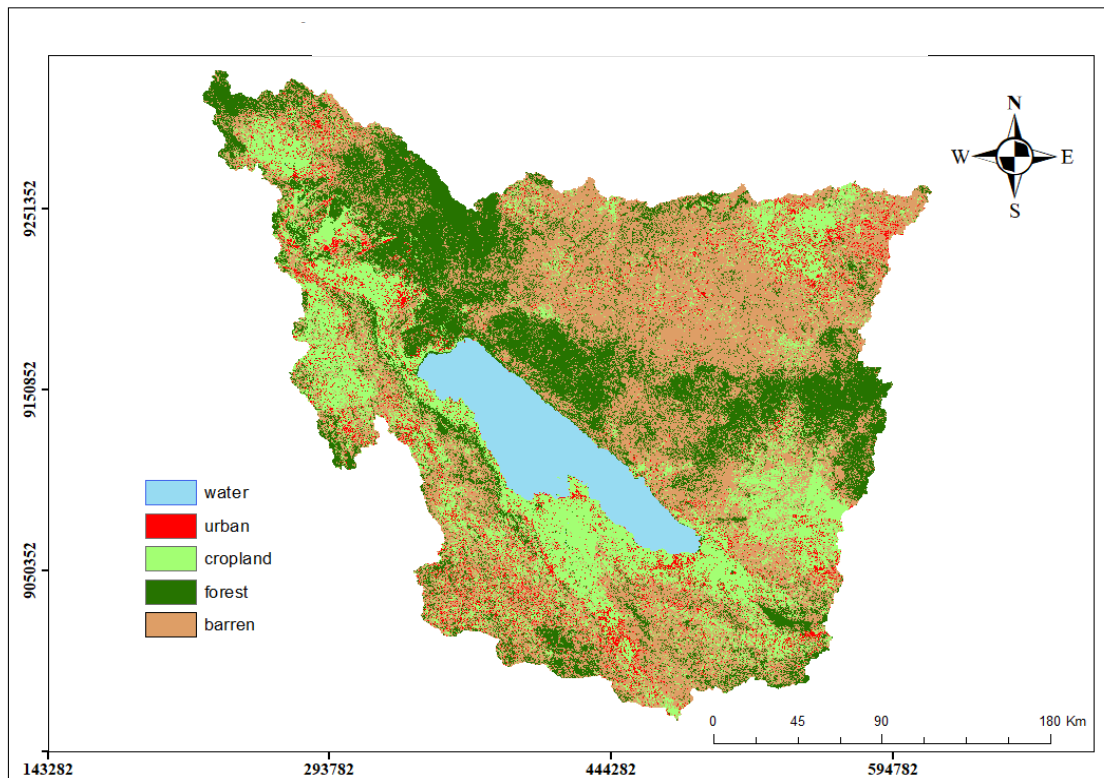 N
W E
S
9251352
9150852
9050352
water
urban
cropland
forest
barren
0 45 90 180 Km
143282 293782 444282 594782